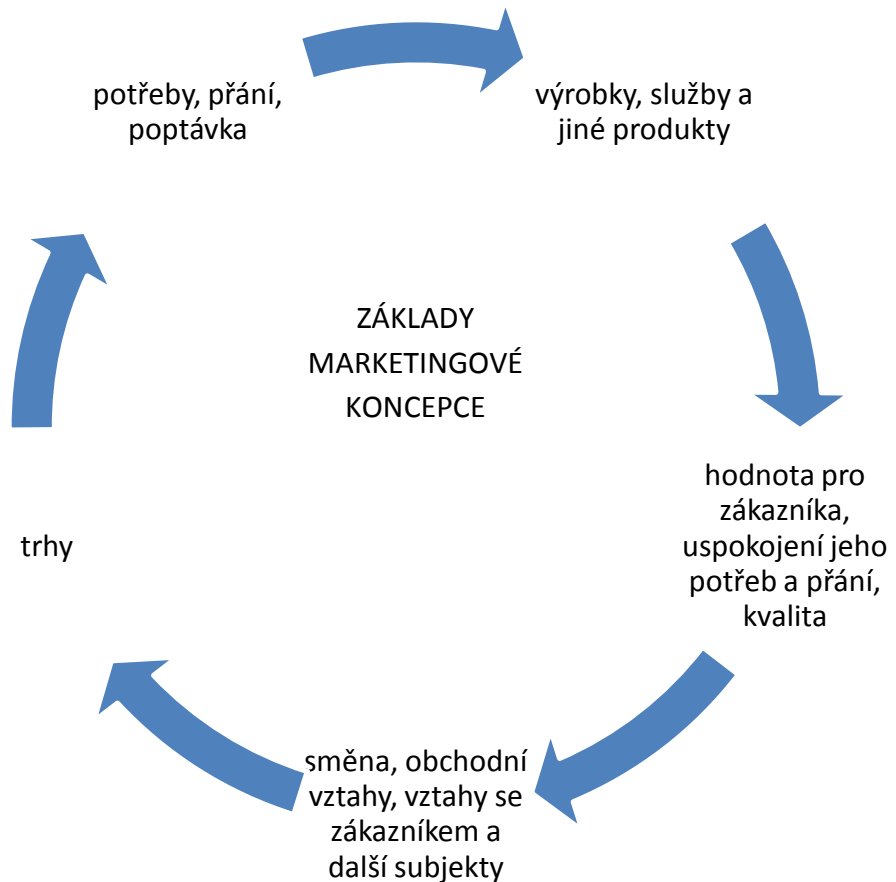 potřeby, přání,
poptávka
výrobky, služby a
jiné produkty
ZÁKLADY
MARKETINGOVÉ
KONCEPCE
hodnota pro
zákazníka,
uspokojení jeho
potřeb a přání,
kvalita
směna, obchodní
vztahy, vztahy se
zákazníkem a
další subjekty
trhy